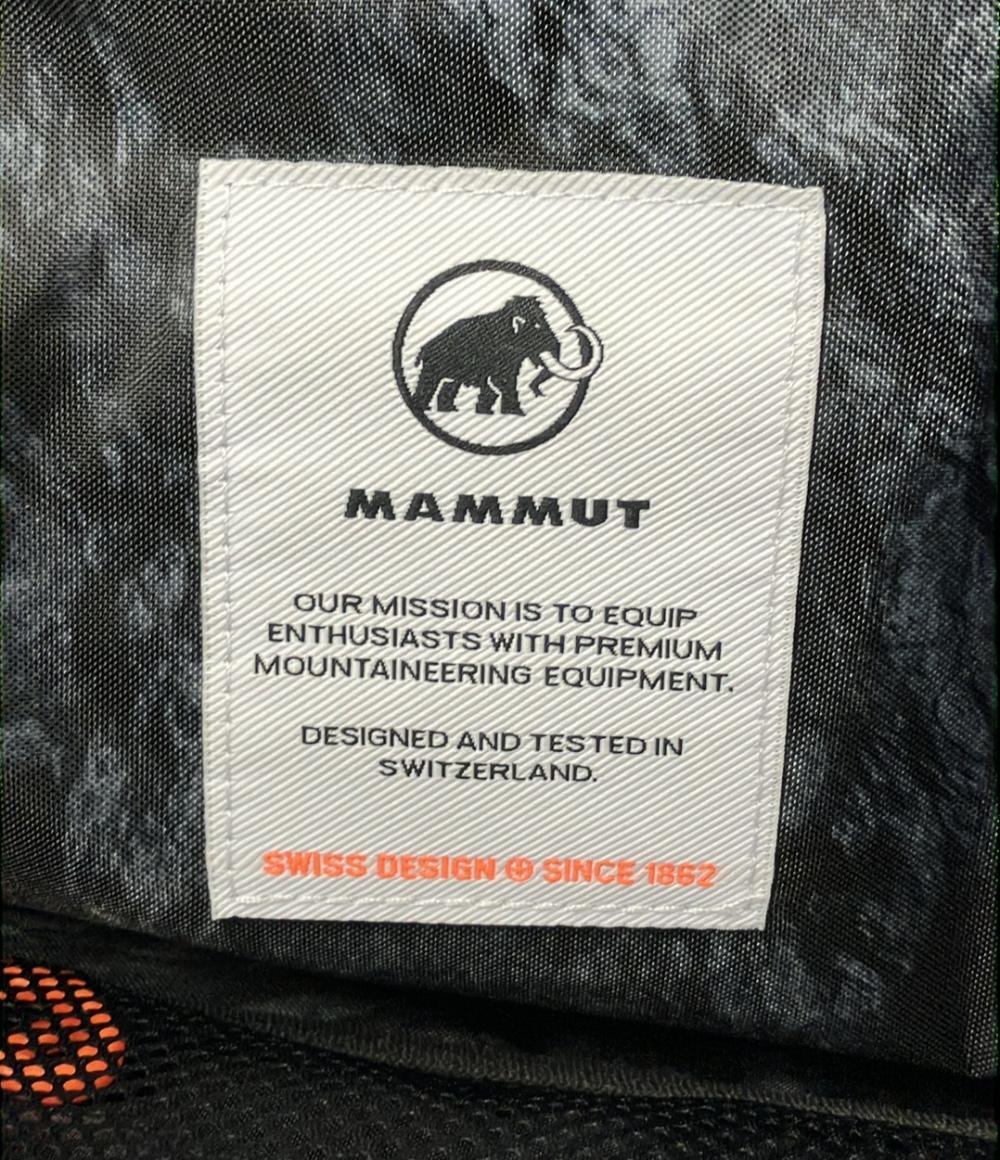 MAMMUT
OUR MISSION IS TO EQUIP
ENTHUSIASTS WITH PREMIUM
MOUNTAINEERING EQUIPMENT.
DESIGNED AND TESTED IN
SWITZERLAND.
SWISS DESIGN ⊕ SINCE 1862